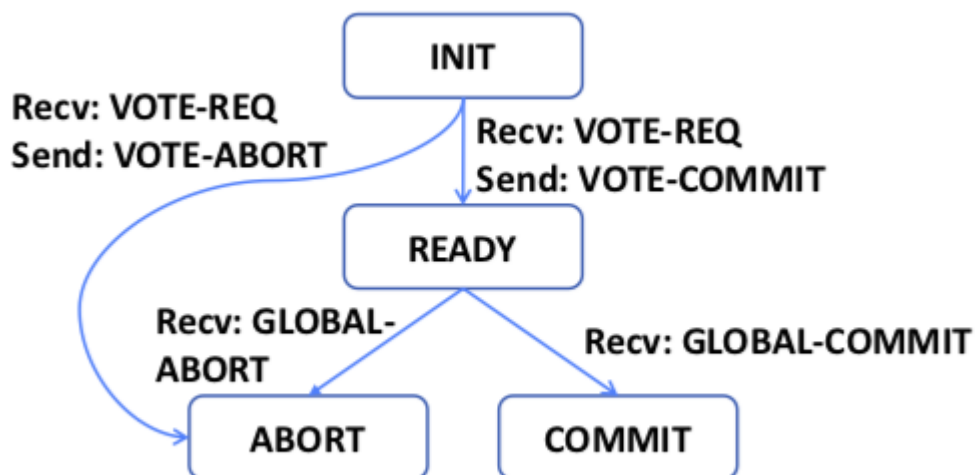 INIT
Recv: VOTE-REQ
Send: VOTE-ABORT
Recv: VOTE-REQ
Send: VOTE-COMMIT
READY
Recv: GLOBAL-
ABORT
Recv: GLOBAL-COMMIT
ABORT
COMMIT